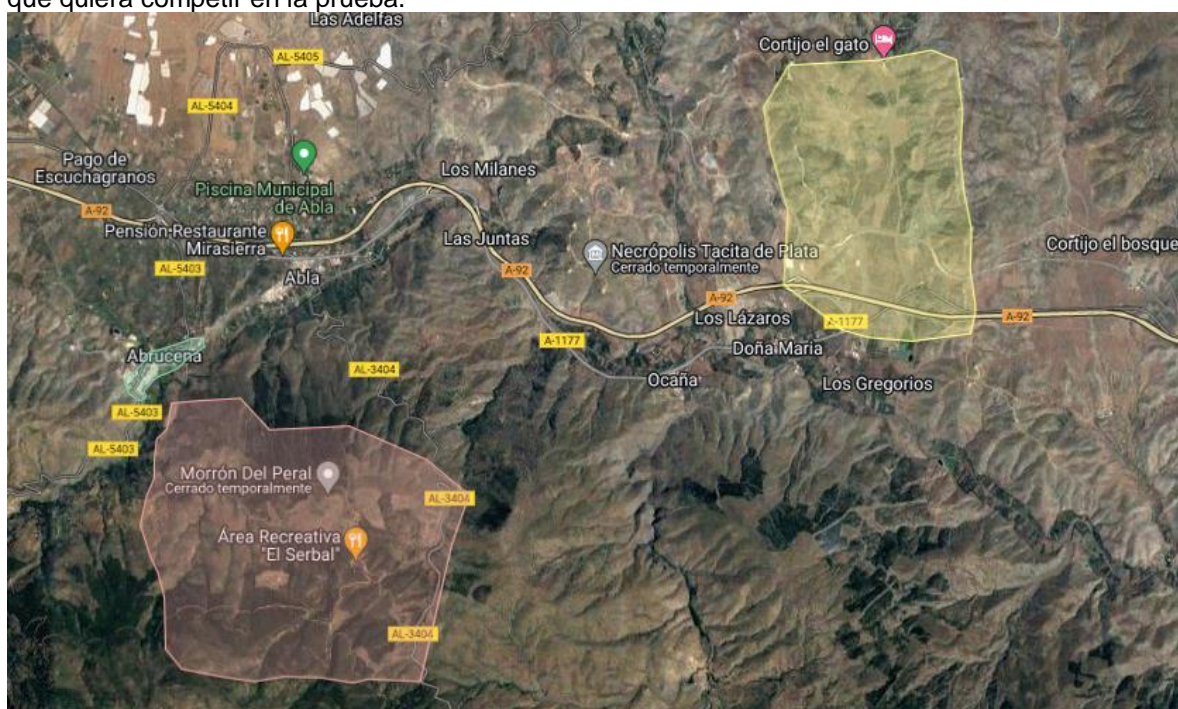 que quiera competir en la prueba.
Las Adelfas
Cortijo el gato
AL-5405
AL-5404
Pago de
Escuchagranos
Los Milanes
Piscina Municipal
de Abla
A-92
Pensión Restaurante
Mirasierra
Las Juntas
Necrópolis Tacita de Plata
Cerrado temporalmente
Cortijo el bosque
AL-5403
Abla
A-92
A-92
Los Lázaros
A-1177
A-92
A-1177
Doña Maria
Abrucena
AL-3404
Ocaña
Los Gregorios
AL-5403
AL-5403
Morrón Del Peral
Cerrado temporalmente
AL-3404
Área Recreativa
"El Serbal"
AL-3404